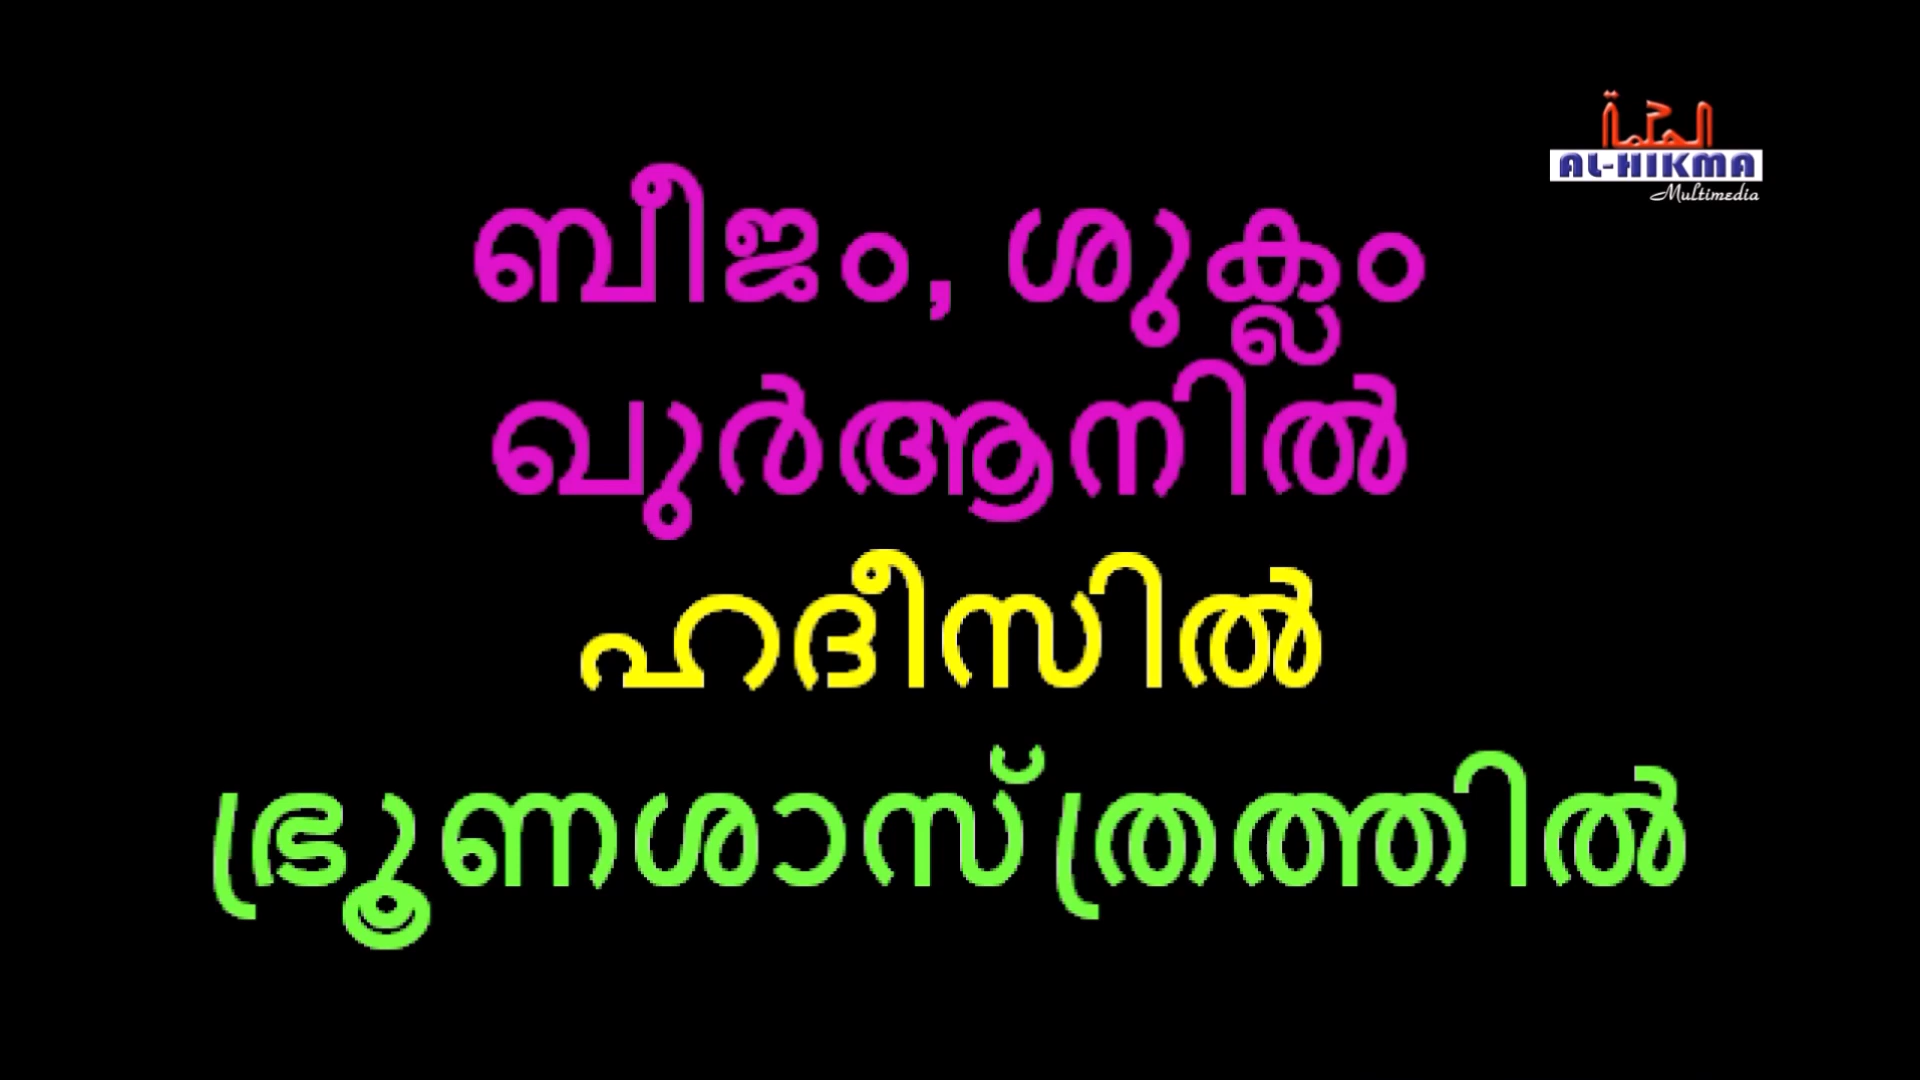 الحكمة
AL-HIKMA
Multimedia
ബീജം, ശുക്ലം
ഖുർആനിൽ
ഹദീസിൽ
ഭ്രൂണശാസ്ത്രത്തിൽ